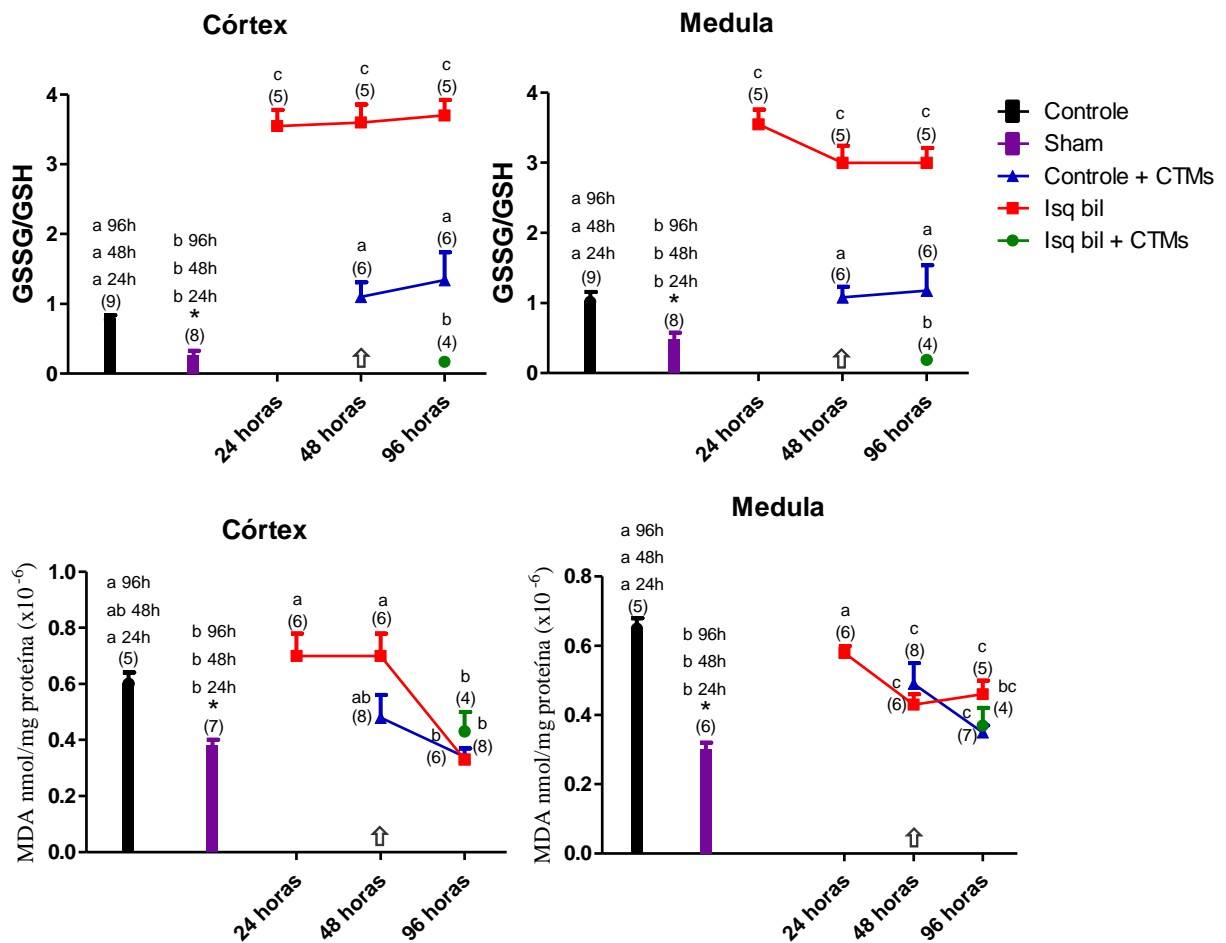 Córtex
GSSG/GSH
4
3
2
1
0
a 96h
a 48h
a 24h
(9)
b 96h
b 48h
b 24h
*
(8)
c
(5)
c
(5)
c
(5)
a
(6)
a
(6)
b
(4)
24 horas
48 horas
96 horas
Medula
GSSG/GSH
4
3
2
1
0
a 96h
a 48h
a 24h
(9)
b 96h
b 48h
b 24h
*
(8)
c
(5)
c
(5)
c
(5)
a
(6)
a
(6)
b
(4)
24 horas
48 horas
96 horas
Controle
Sham
Controle + CTMs
Isq bil
Isq bil + CTMs
Córtex
MDA nmol/mg proteína (x10⁻⁶)
1.0
0.8
0.6
0.4
0.2
0.0
a 96h
ab 48h
a 24h
(5)
b 96h
b 48h
b 24h
*
(7)
a
(6)
a
(6)
ab
(8)
b
(4)
b
(8)
b
(6)
24 horas
48 horas
96 horas
Medula
MDA nmol/mg proteína (x10⁻⁶)
0.8
0.6
0.4
0.2
0.0
a 96h
a 48h
a 24h
(5)
b 96h
b 48h
b 24h
*
(6)
a
(6)
c
(8)
c
(6)
c
(5)
bc
(4)
c
(7)
24 horas
48 horas
96 horas